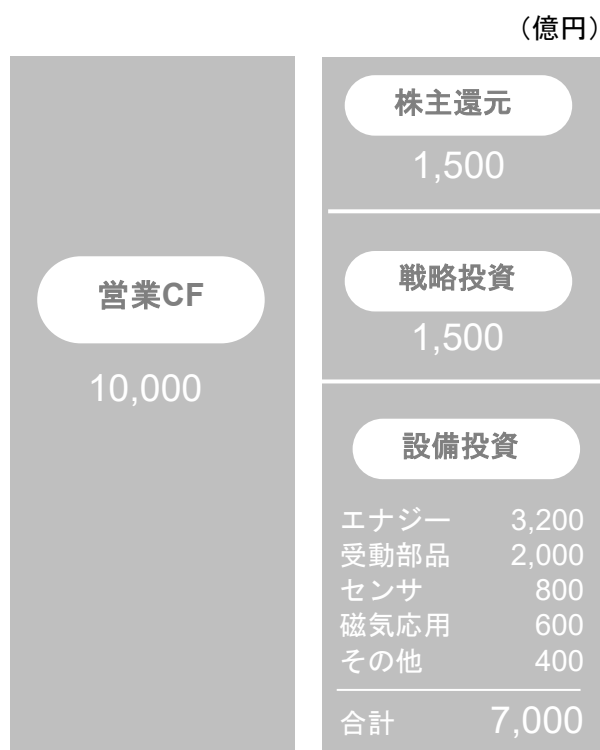 （億円）
営業CF
10,000
株主還元
1,500
戦略投資
1,500
設備投資
エナジー 3,200
受動部品 2,000
センサ 800
磁気応用 600
その他 400
合計 7,000